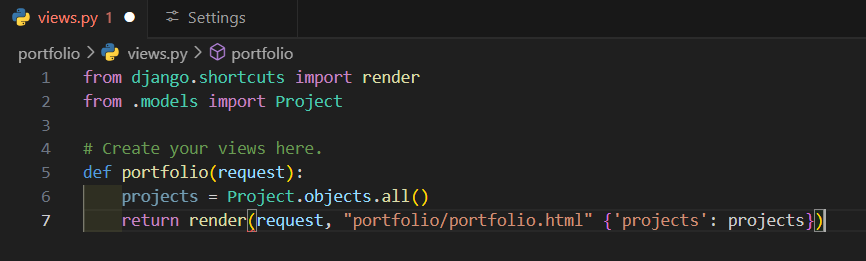 views.py 1
Settings
portfolio > views.py > portfolio
1 from django.shortcuts import render
2 from .models import Project
3
4 # Create your views here.
5 def portfolio(request):
6     projects = Project.objects.all()
7     return render(request, "portfolio/portfolio.html" {'projects': projects})